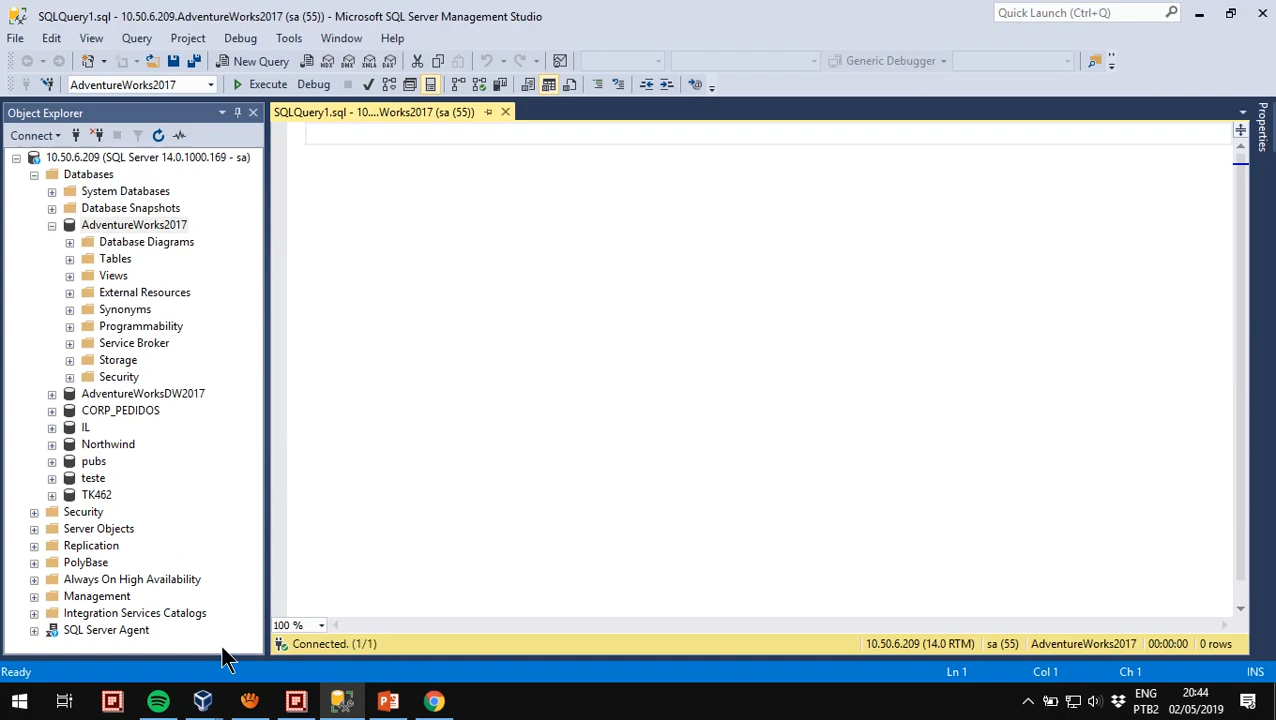 SQLQuery1.sql - 10.50.6.209.AdventureWorks2017 (sa (55)) - Microsoft SQL Server Management Studio
Quick Launch (Ctrl+Q)
File Edit View Query Project Debug Tools Window Help
New Query
Generic Debugger
AdventureWorks2017
Execute Debug
Object Explorer
SQLQuery1.sql - 10....Works2017 (sa (55))
Properties
Connect
10.50.6.209 (SQL Server 14.0.1000.169 - sa)
Databases
System Databases
Database Snapshots
AdventureWorks2017
Database Diagrams
Tables
Views
External Resources
Synonyms
Programmability
Service Broker
Storage
Security
AdventureWorksDW2017
CORP_PEDIDOS
IL
Northwind
pubs
teste
TK462
Security
Server Objects
Replication
PolyBase
Always On High Availability
Management
Integration Services Catalogs
SQL Server Agent
100 %
Connected. (1/1)
10.50.6.209 (14.0 RTM) sa (55) AdventureWorks2017 00:00:00 0 rows
Ready
Ln 1 Col 1 Ch 1 INS
ENG
PTB2
20:44
02/05/2019